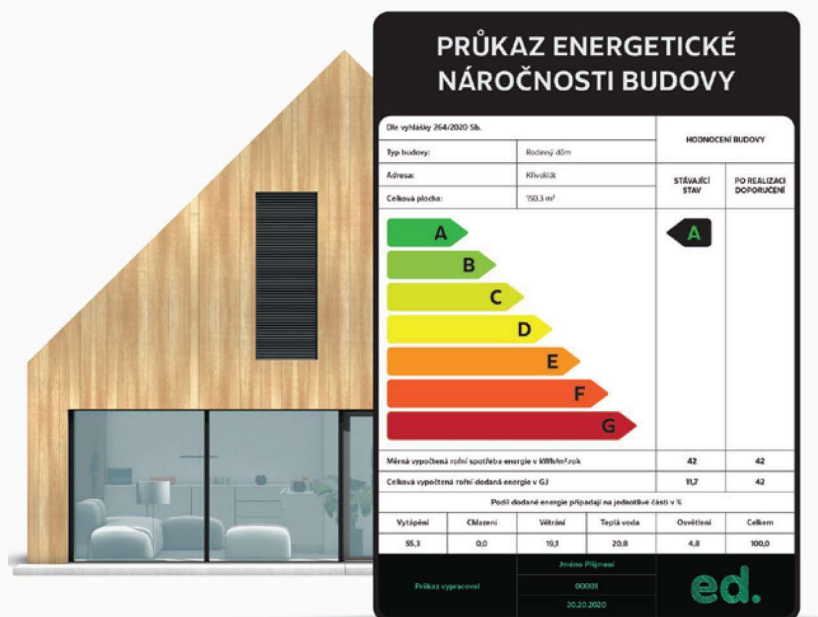 PRŮKAZ ENERGETICKÉ
NÁROČNOSTI BUDOVY
Dle vyhlášky 264/2020 Sb.
HODNOCENÍ BUDOVY
Typ budovy: Rodinný dům
Adresa: Křivoklát
STÁVAJÍCÍ STAV
PO REALIZACI DOPORUČENÍ
Celková plocha: 150,3 m²
A A
B
C
D
E
F
G
Měrná vypočtená roční spotřeba energie v kWh/m².rok 42 42
Celková vypočtená roční dodaná energie v GJ 11,7 42
Podíl dodané energie připadají na jednotlivé části v %
Vytápění Chlazení Větrání Teplá voda Osvětlení Celkem
55,3 0,0 19,1 20,8 4,8 100,0
Jméno Příjmení
Průkaz vypracoval 00001
20.20.2020
ed.